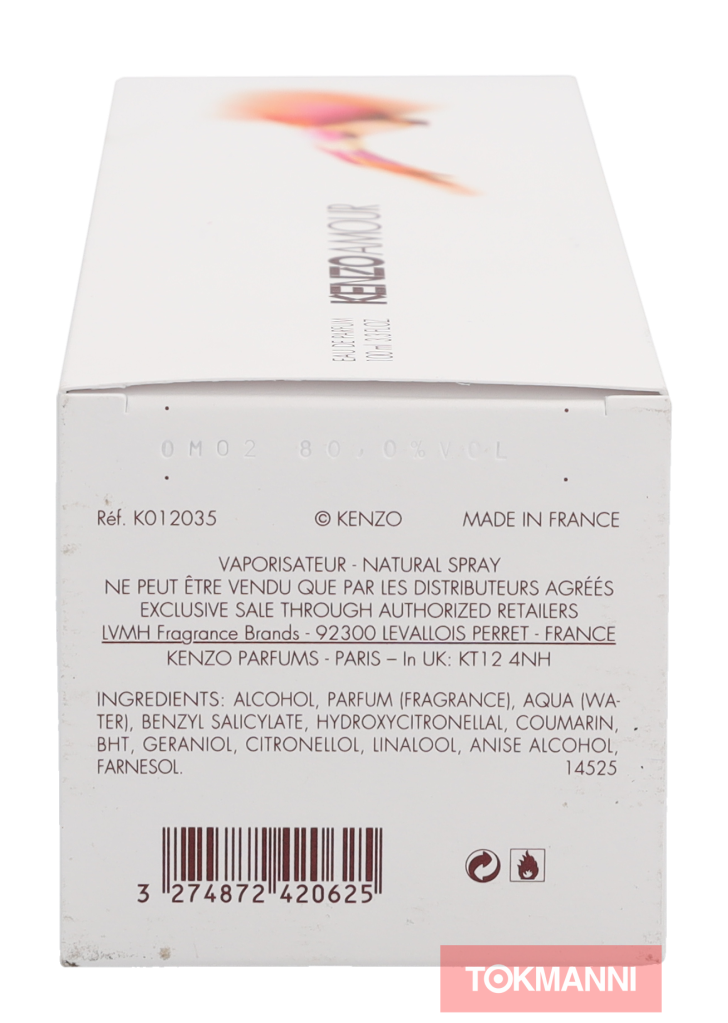 KENZOAMOUR
EAU DE PARFUM
100 ml 3.3 FL.OZ.
0M02 80,0%VOL
Réf. K012035 © KENZO MADE IN FRANCE
VAPORISATEUR - NATURAL SPRAY
NE PEUT ÊTRE VENDU QUE PAR LES DISTRIBUTEURS AGRÉÉS
EXCLUSIVE SALE THROUGH AUTHORIZED RETAILERS
LVMH Fragrance Brands - 92300 LEVALLOIS PERRET - FRANCE
KENZO PARFUMS - PARIS – In UK: KT12 4NH
INGREDIENTS: ALCOHOL, PARFUM (FRAGRANCE), AQUA (WA-
TER), BENZYL SALICYLATE, HYDROXYCITRONELLAL, COUMARIN,
BHT, GERANIOL, CITRONELLOL, LINALOOL, ANISE ALCOHOL,
FARNESOL. 14525
3 274872 420625
TOKMANNI